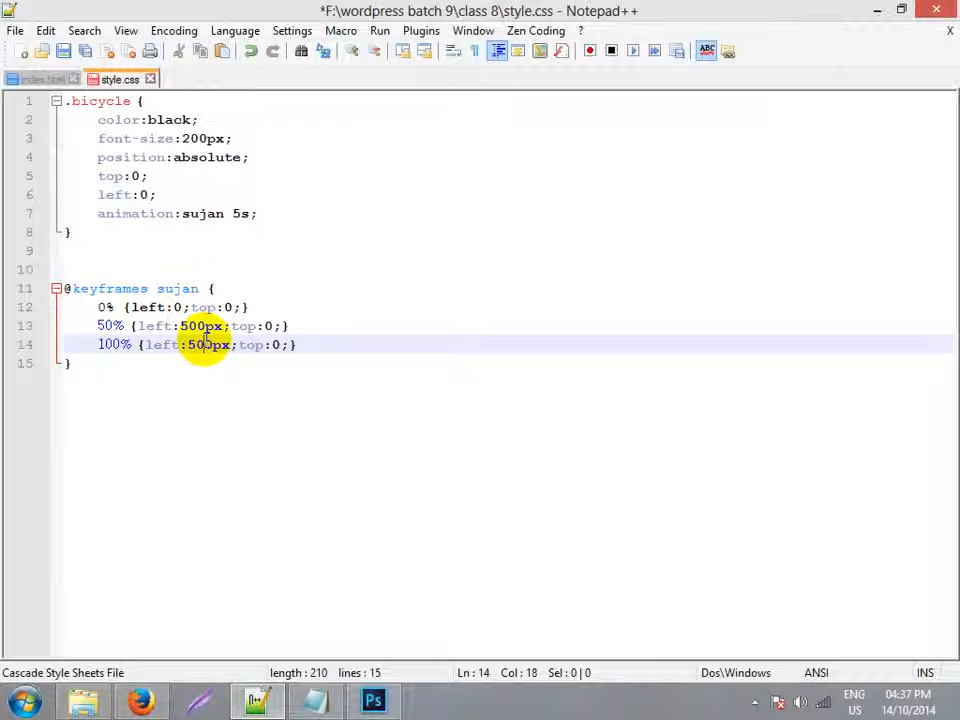 *F:\wordpress batch 9\class 8\style.css - Notepad++
File Edit Search View Encoding Language Settings Macro Run Plugins Window Zen Coding ? X
index.html style.css
1 .bicycle {
2 color:black;
3 font-size:200px;
4 position:absolute;
5 top:0;
6 left:0;
7 animation:sujan 5s;
8 }
9
10
11 @keyframes sujan {
12 0% {left:0;top:0;}
13 50% {left:500px;top:0;}
14 100% {left:500px;top:0;}
15 }
Cascade Style Sheets File length : 210 lines : 15 Ln : 14 Col : 18 Sel : 0 | 0 Dos\Windows ANSI INS
Ps ENG 04:37 PM
US 14/10/2014